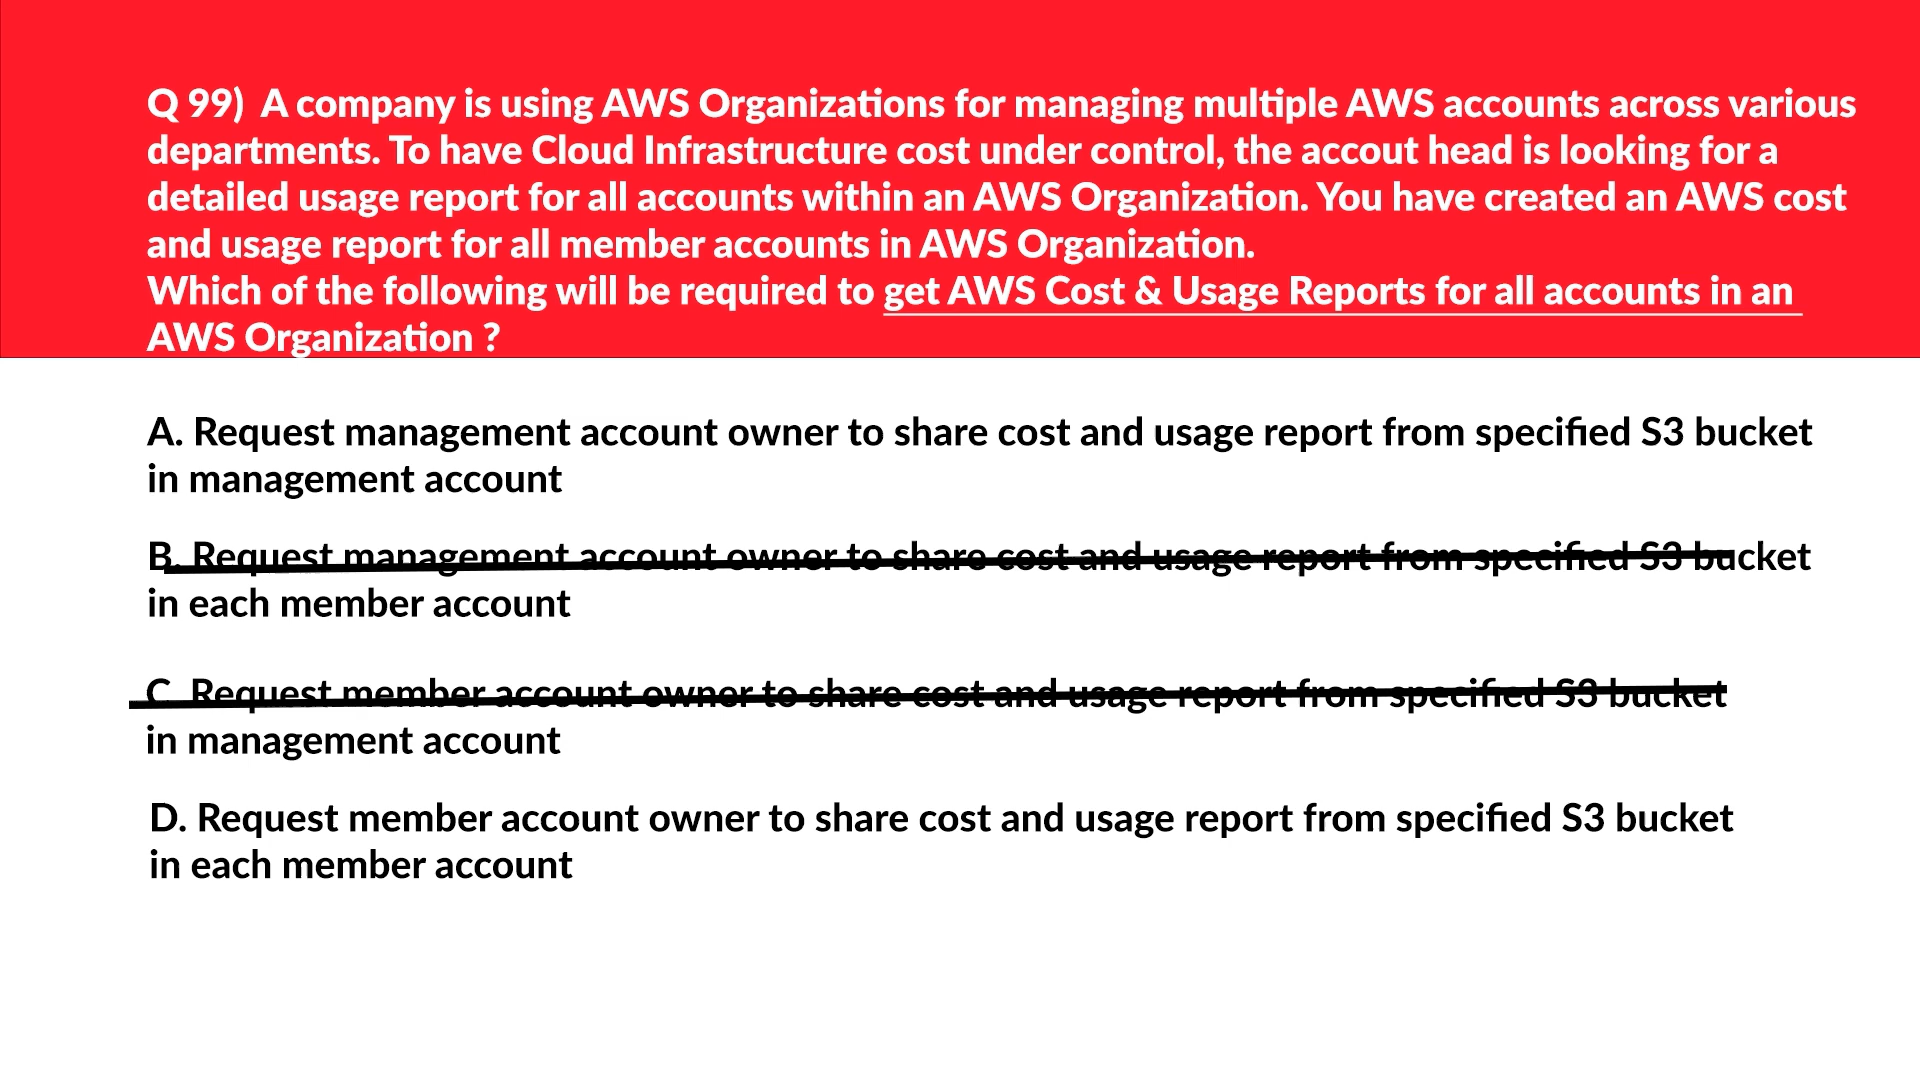 Q 99) A company is using AWS Organizations for managing multiple AWS accounts across various
departments. To have Cloud Infrastructure cost under control, the accout head is looking for a
detailed usage report for all accounts within an AWS Organization. You have created an AWS cost
and usage report for all member accounts in AWS Organization.
Which of the following will be required to get AWS Cost & Usage Reports for all accounts in an
AWS Organization ?
A. Request management account owner to share cost and usage report from specified S3 bucket
in management account
B. Request management account owner to share cost and usage report from specified S3 bucket
in each member account
C. Request member account owner to share cost and usage report from specified S3 bucket
in management account
D. Request member account owner to share cost and usage report from specified S3 bucket
in each member account